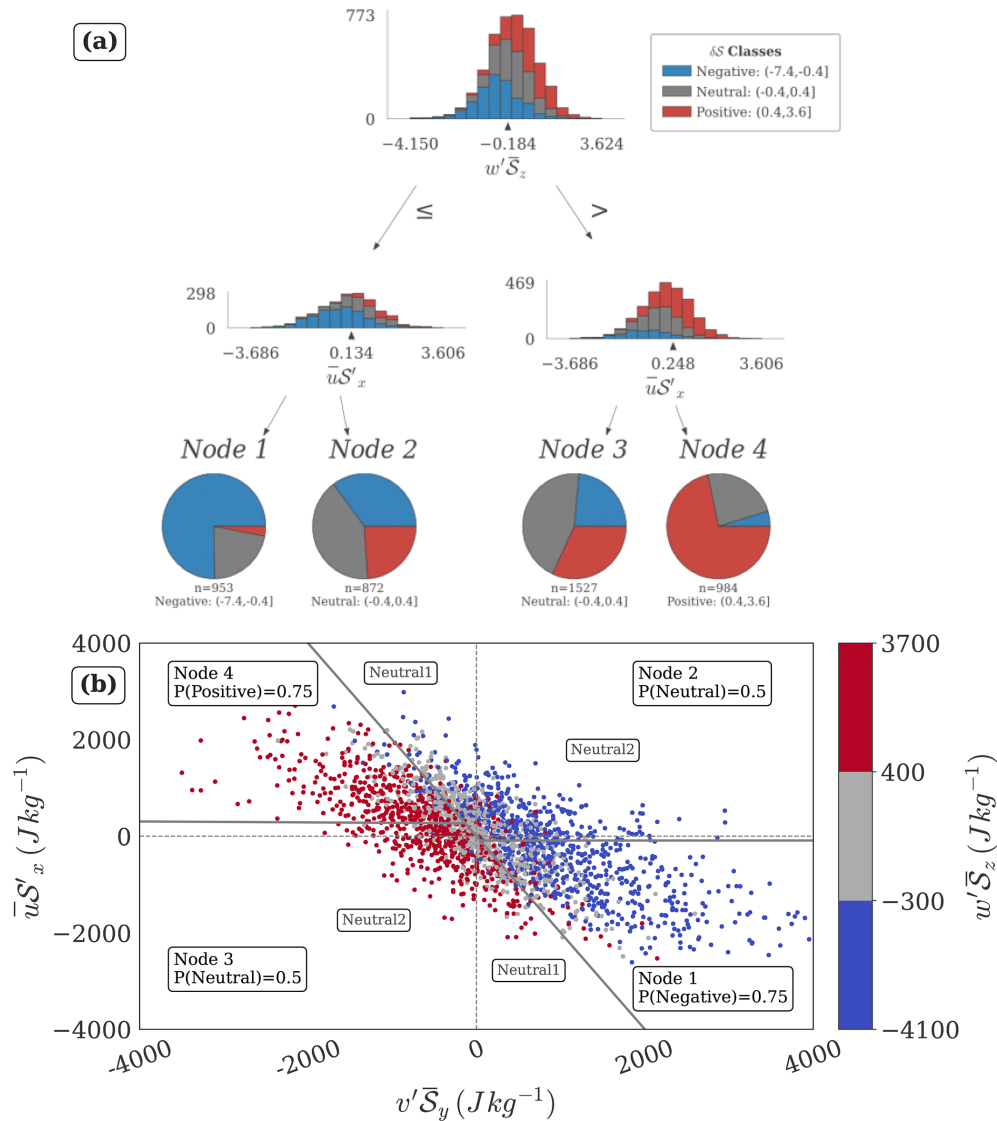 (a)
773
0
−4.150 −0.184 3.624
w′S̅_z
δS Classes
Negative: (-7.4,-0.4]
Neutral: (-0.4,0.4]
Positive: (0.4,3.6]
≤ >
298
0
−3.686 0.134 3.606
u̅S′_x
469
0
−3.686 0.248 3.606
u̅S′_x
Node 1 Node 2 Node 3 Node 4
n=953
Negative: (-7.4,-0.4]
n=872
Neutral: (-0.4,0.4]
n=1527
Neutral: (-0.4,0.4]
n=984
Positive: (0.4,3.6]
(b)
4000
2000
0
−2000
−4000
u̅S′_x (J kg⁻¹)
Node 4
P(Positive)=0.75
Neutral1
Node 2
P(Neutral)=0.5
Neutral2
Neutral2
Node 3
P(Neutral)=0.5
Neutral1
Node 1
P(Negative)=0.75
-4000 -2000 0 2000 4000
v′S̅_y (J kg⁻¹)
3700
400
−300
−4100
w′S̅_z (J kg⁻¹)